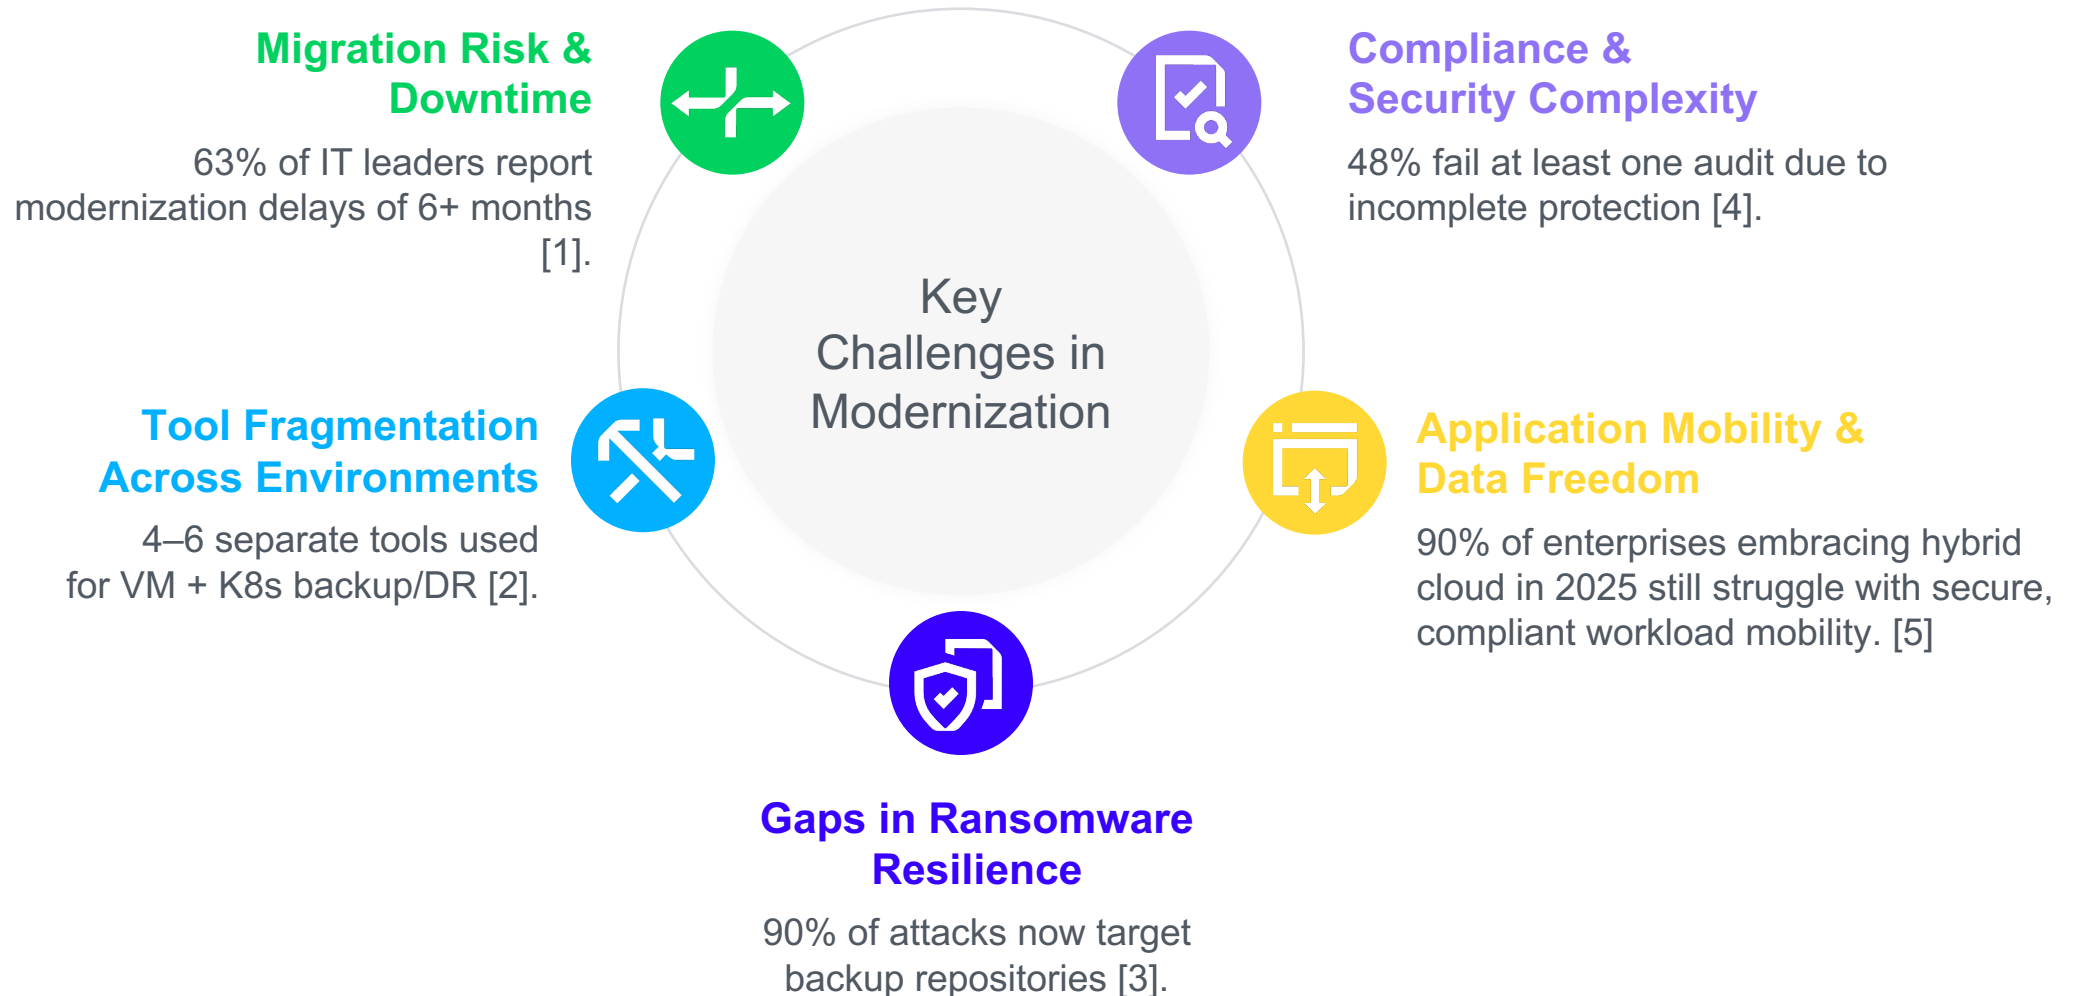 Migration Risk &
Downtime
63% of IT leaders report
modernization delays of 6+ months
[1].
Compliance &
Security Complexity
48% fail at least one audit due to
incomplete protection [4].
Key
Challenges in
Modernization
Tool Fragmentation
Across Environments
4–6 separate tools used
for VM + K8s backup/DR [2].
Application Mobility &
Data Freedom
90% of enterprises embracing hybrid
cloud in 2025 still struggle with secure,
compliant workload mobility. [5]
Gaps in Ransomware
Resilience
90% of attacks now target
backup repositories [3].